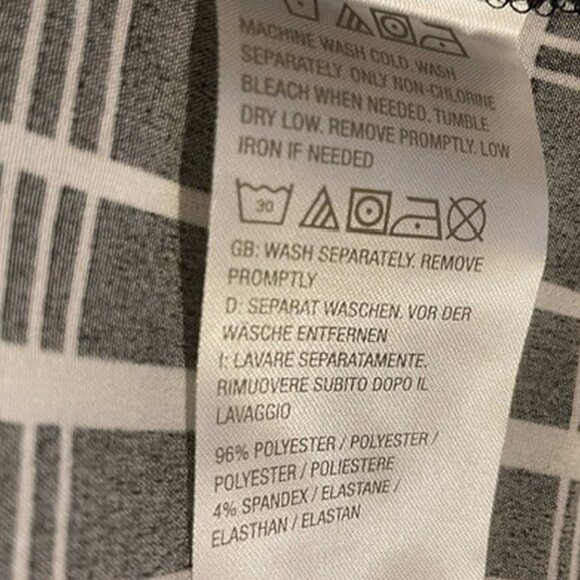 MACHINE WASH COLD. WASH
SEPARATELY. ONLY NON-CHLORINE
BLEACH WHEN NEEDED. TUMBLE
DRY LOW. REMOVE PROMPTLY. LOW
IRON IF NEEDED
30
GB: WASH SEPARATELY. REMOVE
PROMPTLY
D: SEPARAT WASCHEN. VOR DER
WÄSCHE ENTFERNEN
I: LAVARE SEPARATAMENTE.
RIMUOVERE SUBITO DOPO IL
LAVAGGIO
96% POLYESTER / POLYESTER /
POLYESTER / POLIESTERE
4% SPANDEX / ELASTANE /
ELASTHAN / ELASTAN